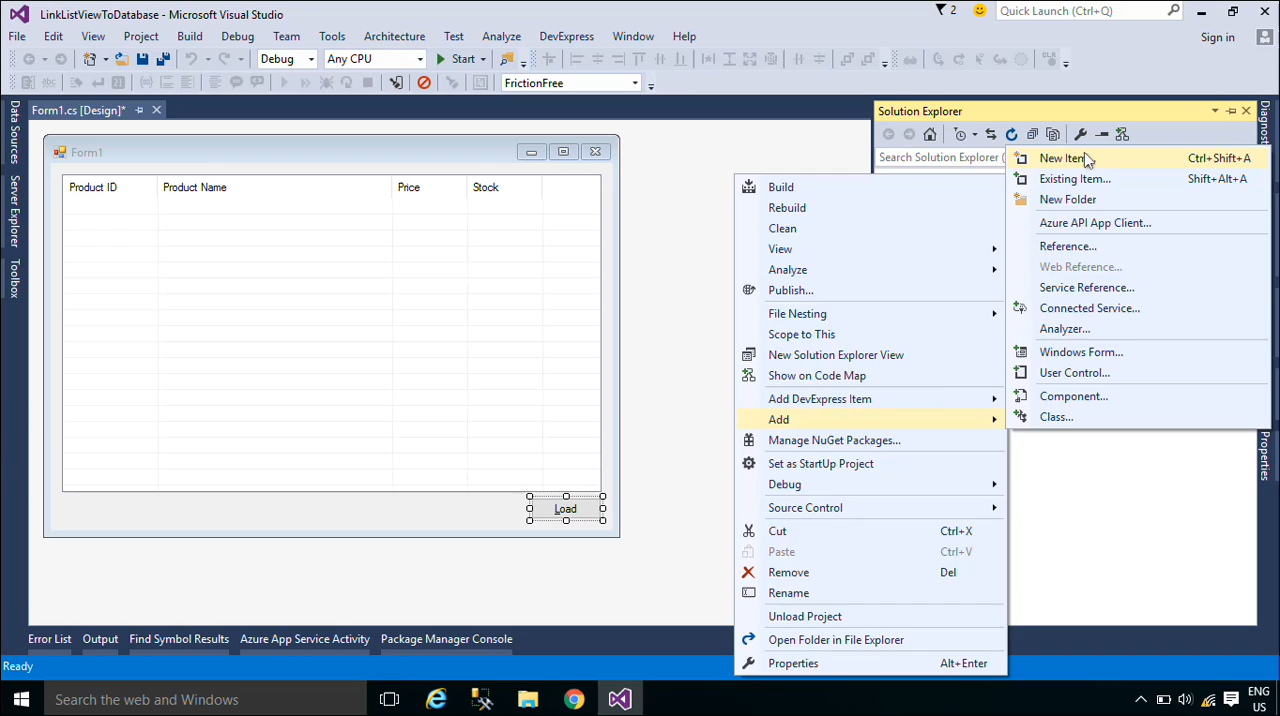 LinkListViewToDatabase - Microsoft Visual Studio
2
Quick Launch (Ctrl+Q)
File Edit View Project Build Debug Team Tools Architecture Test Analyze DevExpress Window Help
Sign in
Debug Any CPU Start
FrictionFree
Data Sources
Server Explorer
Toolbox
Form1.cs [Design]*
Form1
Product ID Product Name Price Stock
Load
Solution Explorer
Search Solution Explorer (
Build
Rebuild
Clean
View
Analyze
Publish...
File Nesting
Scope to This
New Solution Explorer View
Show on Code Map
Add DevExpress Item
Add
Manage NuGet Packages...
Set as StartUp Project
Debug
Source Control
Cut Ctrl+X
Paste Ctrl+V
Remove Del
Rename
Unload Project
Open Folder in File Explorer
Properties Alt+Enter
New Item Ctrl+Shift+A
Existing Item... Shift+Alt+A
New Folder
Azure API App Client...
Reference...
Web Reference...
Service Reference...
Connected Service...
Analyzer...
Windows Form...
User Control...
Component...
Class...
Properties
Error List Output Find Symbol Results Azure App Service Activity Package Manager Console
Ready
Search the web and Windows
ENG
US